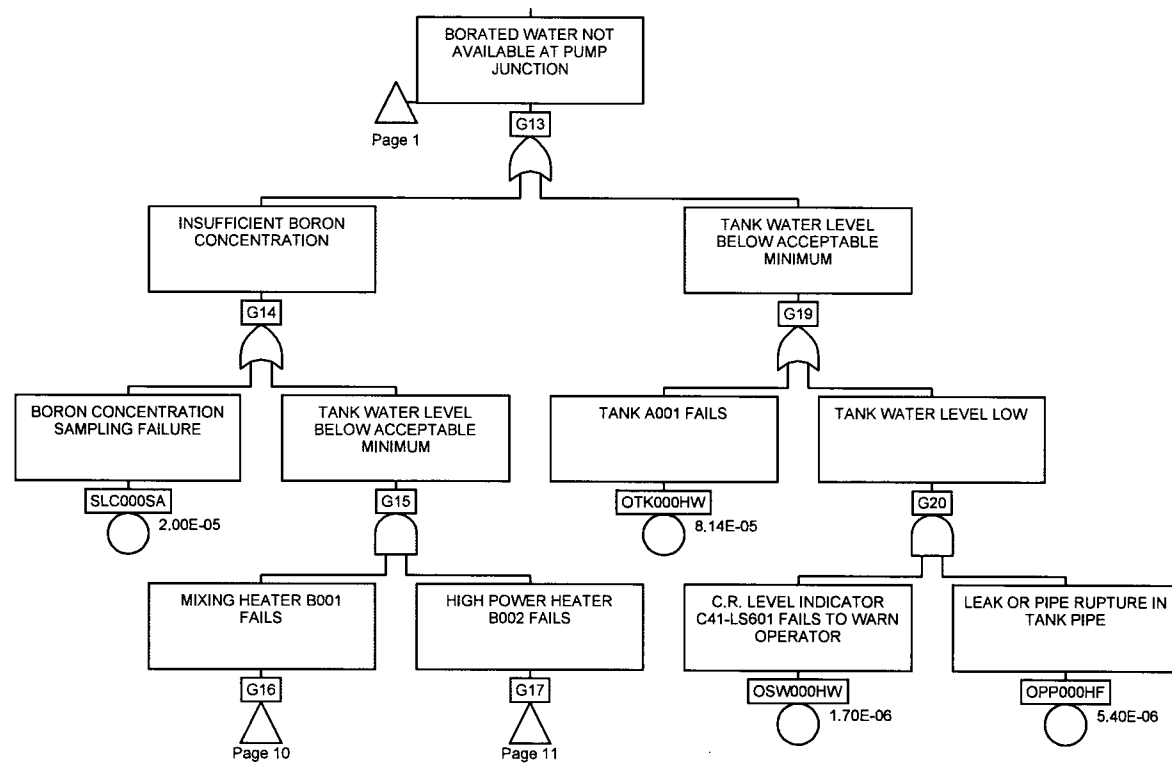 BORATED WATER NOT
AVAILABLE AT PUMP
JUNCTION
Page 1
G13
INSUFFICIENT BORON
CONCENTRATION
G14
TANK WATER LEVEL
BELOW ACCEPTABLE
MINIMUM
G19
BORON CONCENTRATION
SAMPLING FAILURE
SLC000SA
2.00E-05
TANK WATER LEVEL
BELOW ACCEPTABLE
MINIMUM
G15
TANK A001 FAILS
OTK000HW
8.14E-05
TANK WATER LEVEL LOW
G20
MIXING HEATER B001
FAILS
G16
Page 10
HIGH POWER HEATER
B002 FAILS
G17
Page 11
C.R. LEVEL INDICATOR
C41-LS601 FAILS TO WARN
OPERATOR
OSW000HW
1.70E-06
LEAK OR PIPE RUPTURE IN
TANK PIPE
OPP000HF
5.40E-06